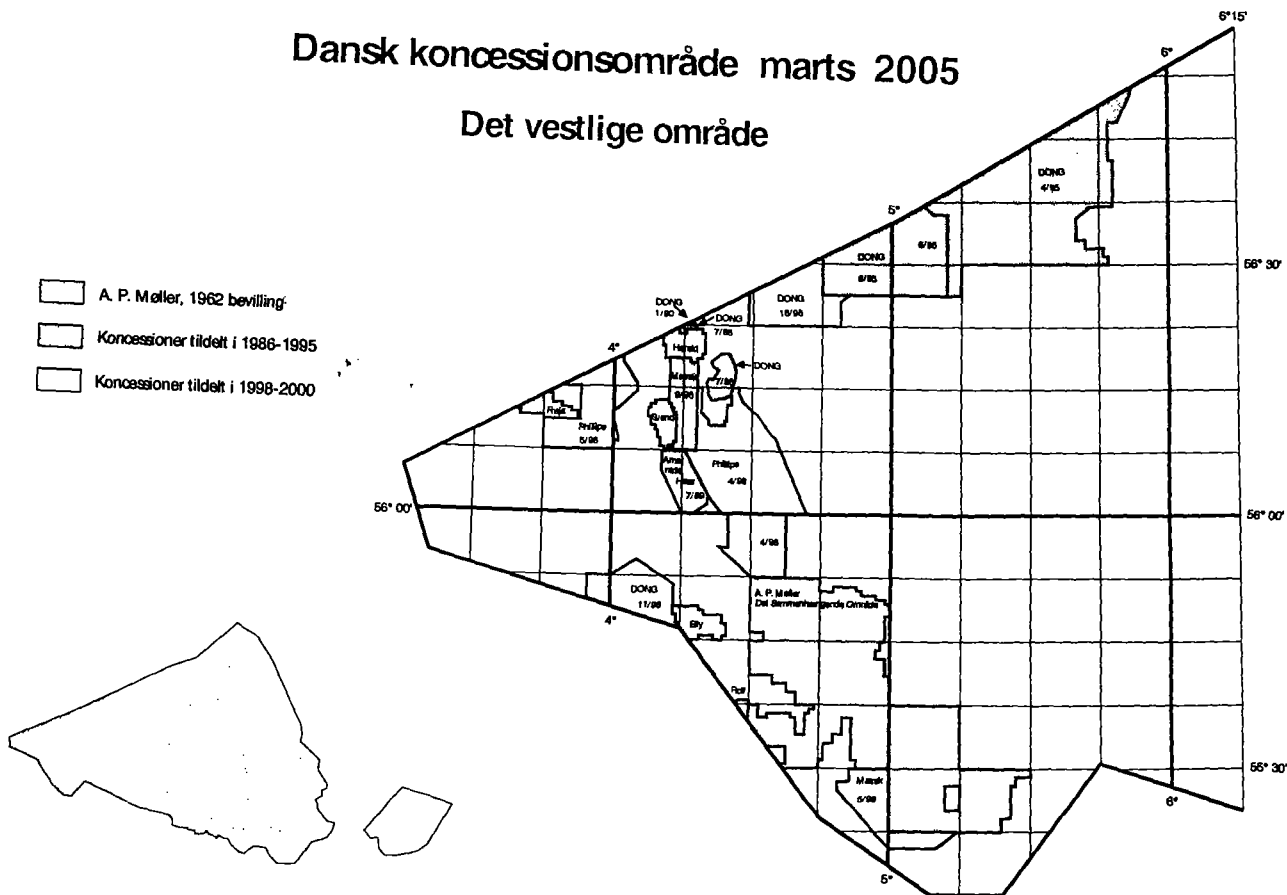 Dansk koncessionsområde marts 2005
Det vestlige område
A. P. Møller, 1962 bevilling
Koncessioner tildelt i 1986-1995
Koncessioner tildelt i 1998-2000
6°15'
6°
DONG
4/95
5°
6/95
DONG
6/95
56° 30'
DONG
1/90
DONG
7/86
DONG
16/98
Harald
4°
Mærsk
9/95
DONG
7/86
Svend
Phillips
5/98
Phillips
4/98
7/89
56° 00'
56° 00'
4/98
DONG
11/98
A. P. Møller
Det Sammenhængende Område
4°
Elly
Rolf
55° 30'
Mærsk
5/98
6°
5°